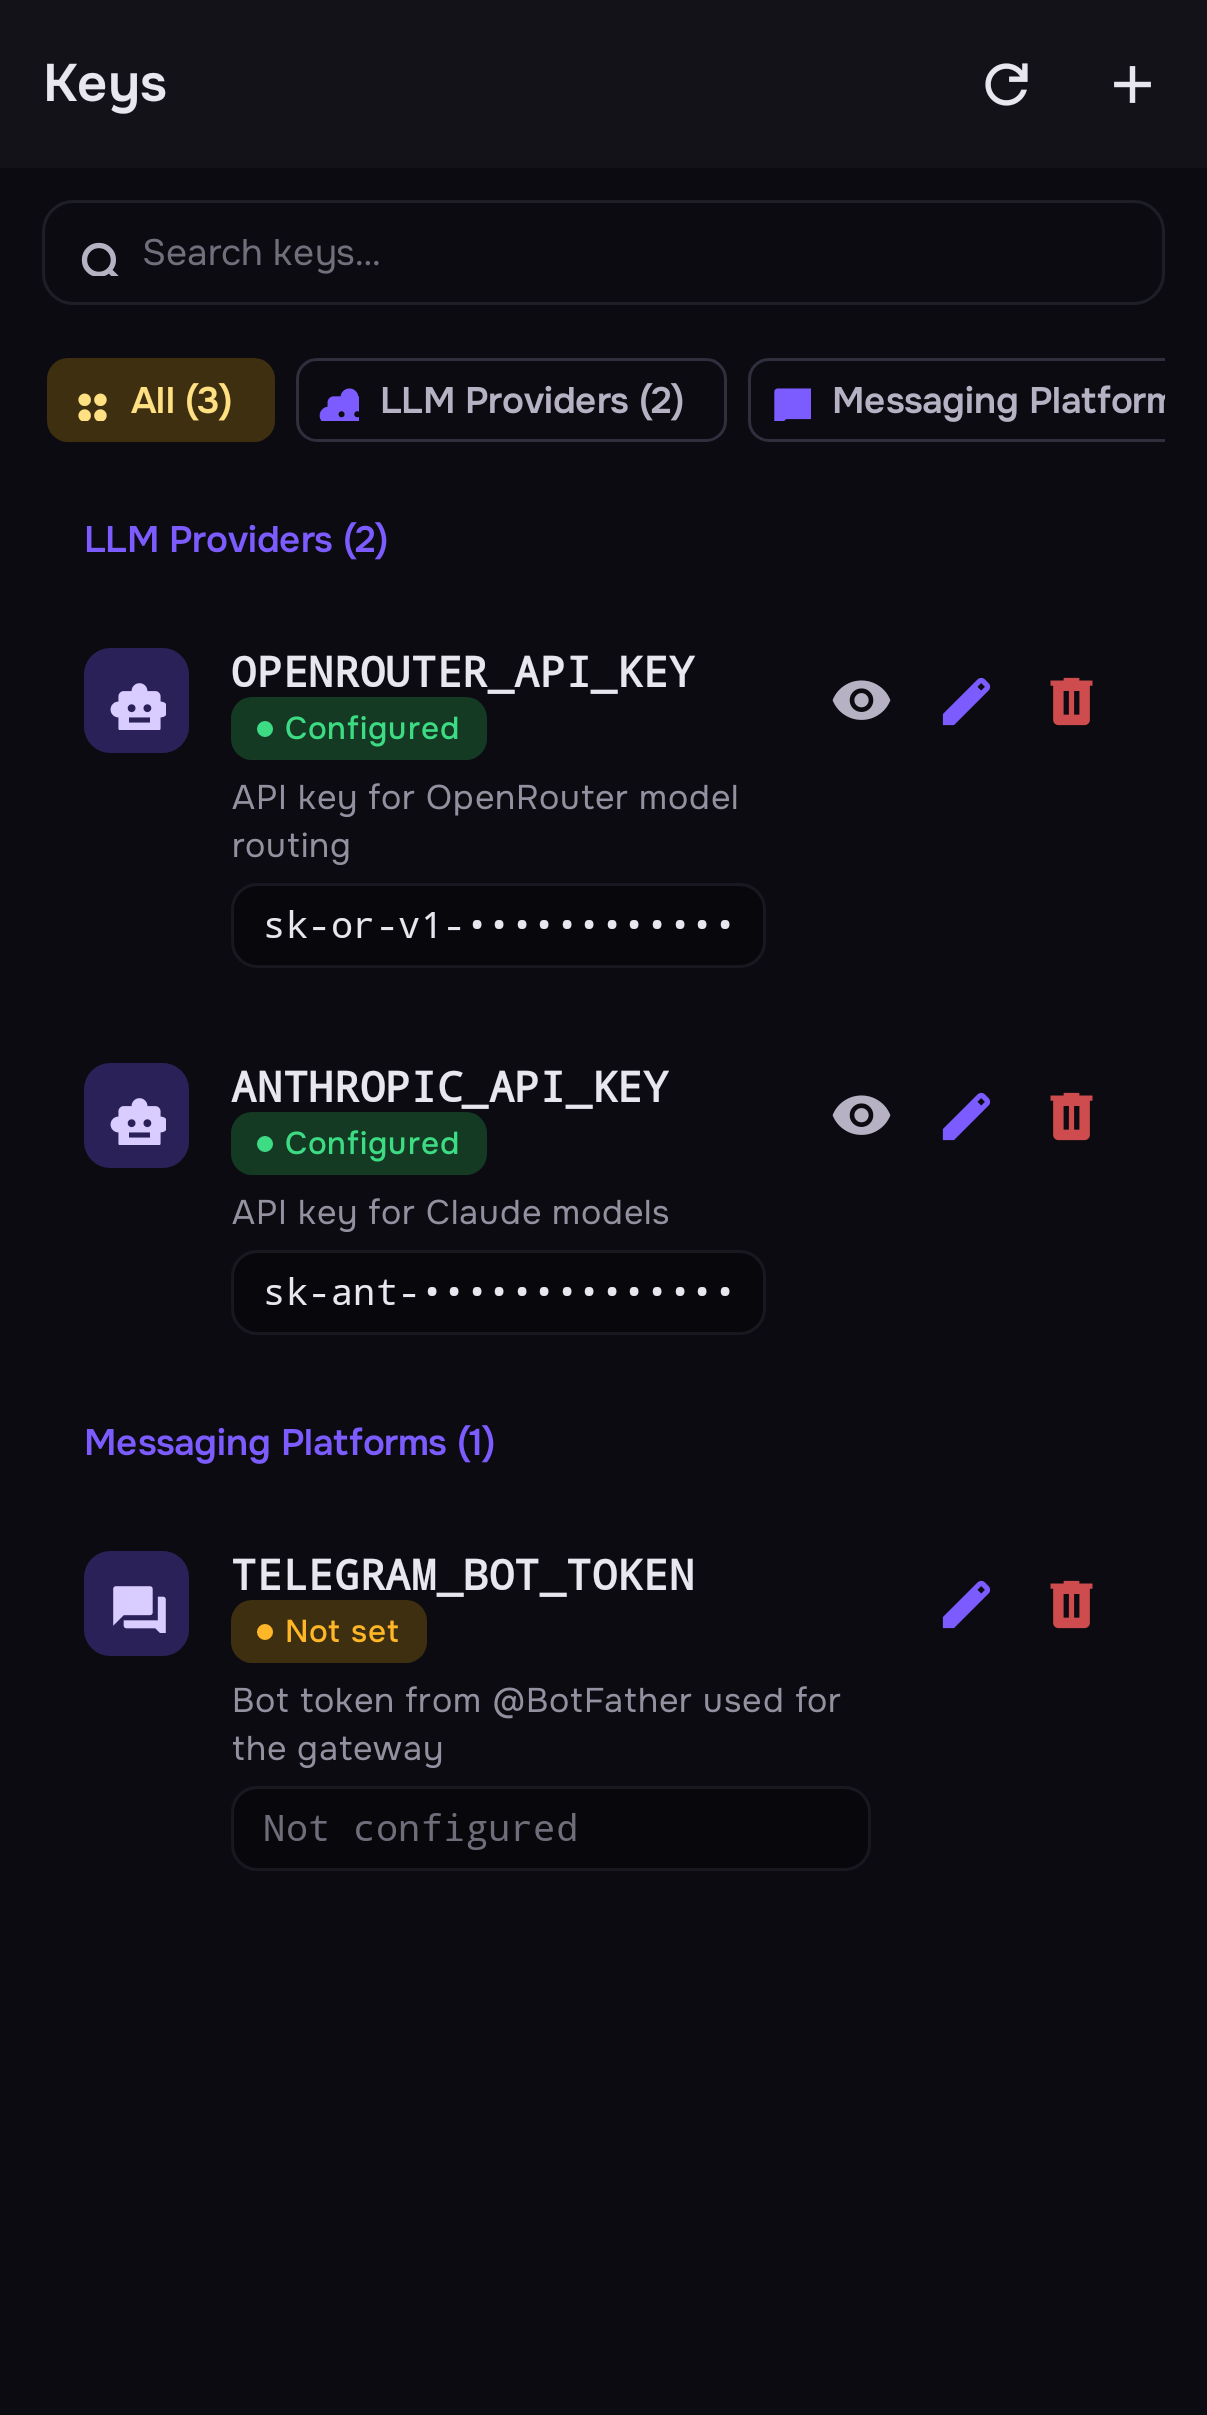 Keys
Search keys...
All (3)
LLM Providers (2)
Messaging Platform
LLM Providers (2)
OPENROUTER_API_KEY
Configured
API key for OpenRouter model
routing
sk-or-v1-••••••••••••
ANTHROPIC_API_KEY
Configured
API key for Claude models
sk-ant-••••••••••••••
Messaging Platforms (1)
TELEGRAM_BOT_TOKEN
Not set
Bot token from @BotFather used for
the gateway
Not configured